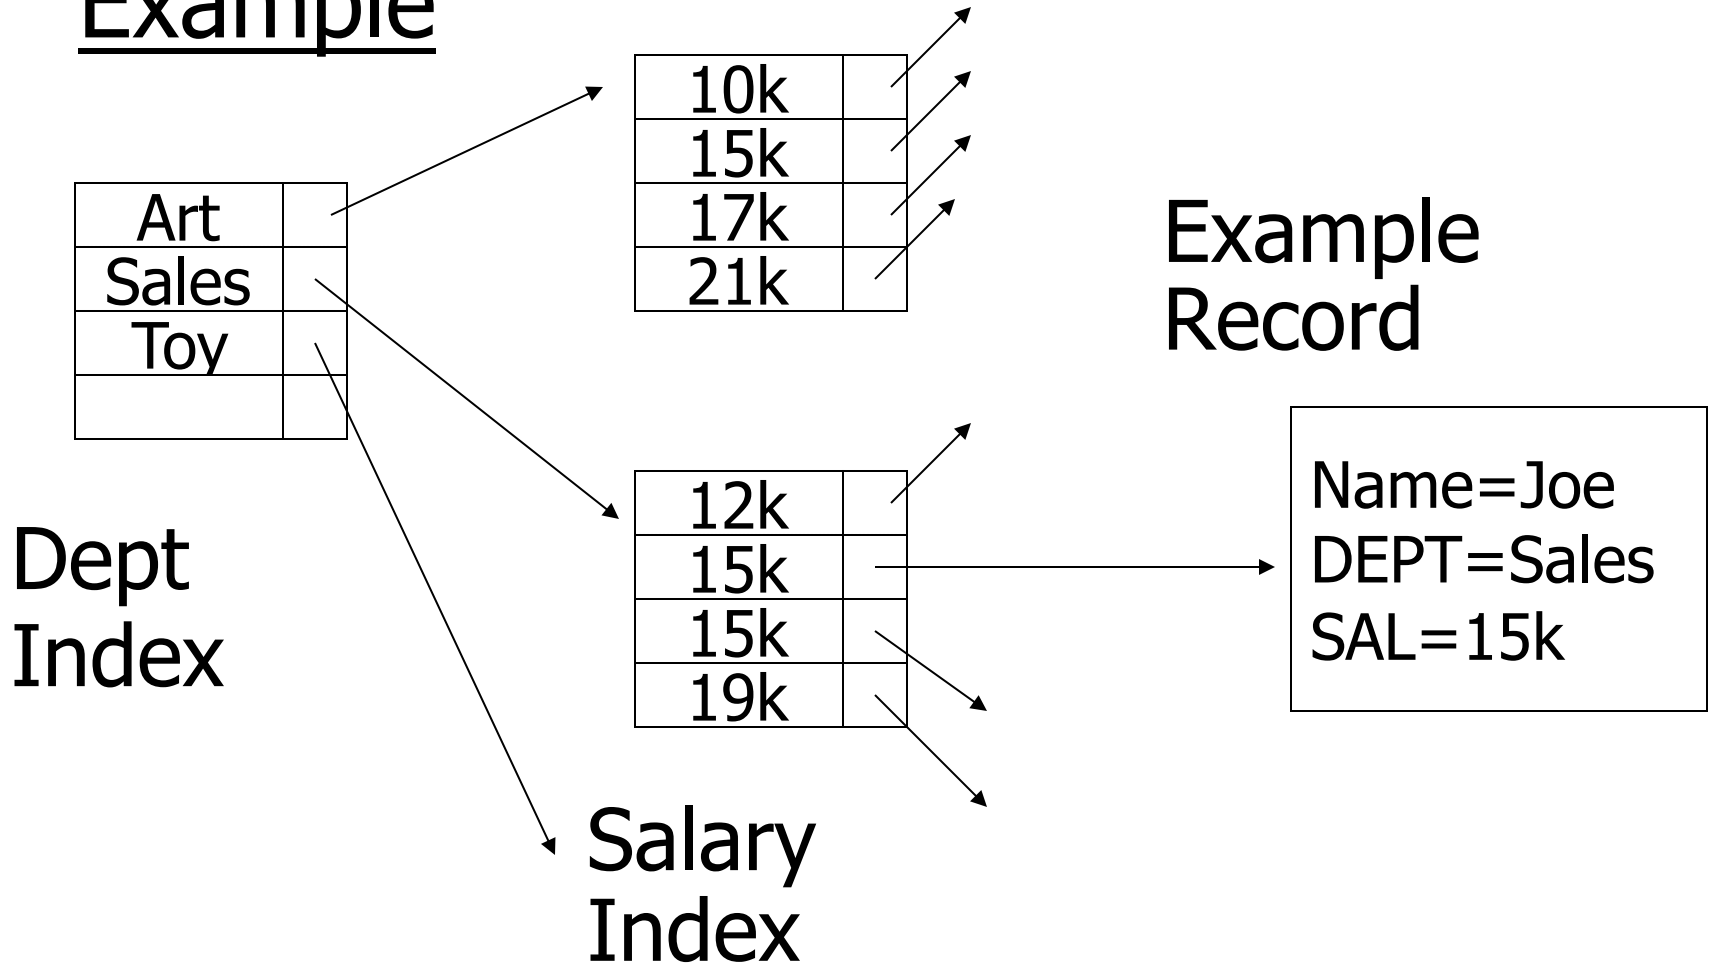 Example
10k
15k
17k
21k
Art
Sales
Toy
Example
Record
Dept
Index
12k
15k
15k
19k
Name=Joe
DEPT=Sales
SAL=15k
Salary
Index